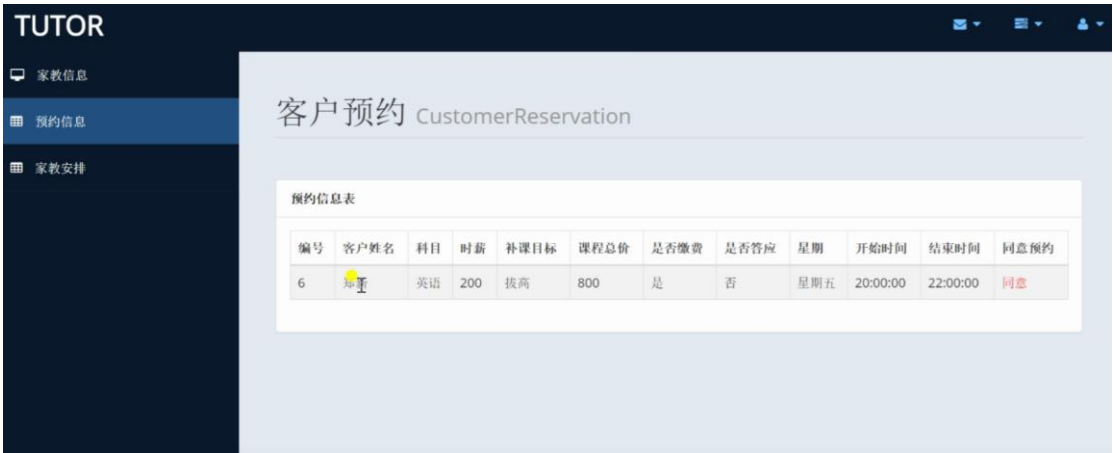 TUTOR
家教信息
预约信息
家教安排
客户预约 CustomerReservation
预约信息表
编号 客户姓名 科目 时薪 补课目标 课程总价 是否缴费 是否答应 星期 开始时间 结束时间 同意预约
6 英语 200 拔高 800 是 否 星期五 20:00:00 22:00:00 同意